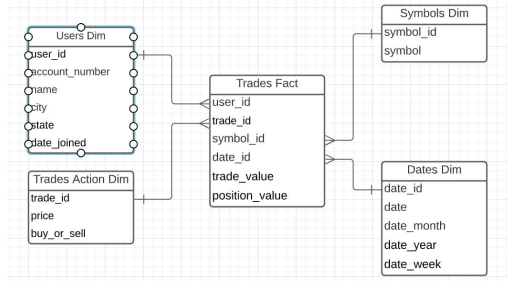 Users Dim
user_id
account_number
name
city
state
date_joined
Trades Action Dim
trade_id
price
buy_or_sell
Trades Fact
user_id
trade_id
symbol_id
date_id
trade_value
position_value
Symbols Dim
symbol_id
symbol
Dates Dim
date_id
date
date_month
date_year
date_week